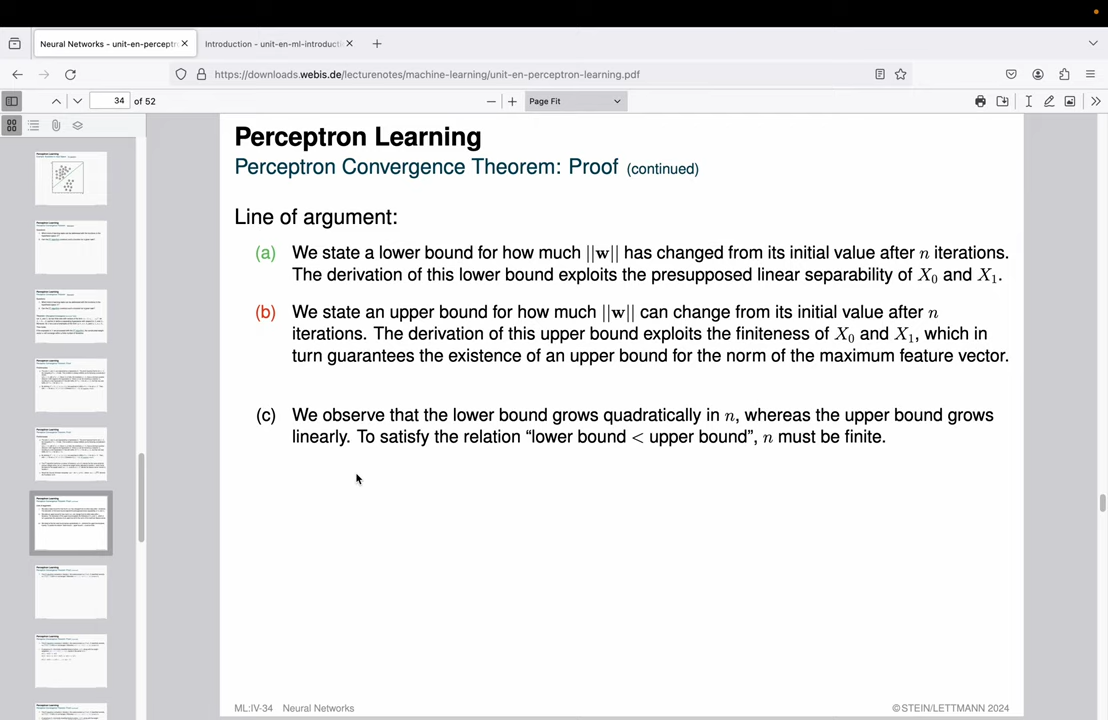 Neural Networks - unit-en-perceptr
Introduction - unit-en-ml-introducti
https://downloads.webis.de/lecturenotes/machine-learning/unit-en-perceptron-learning.pdf
34 of 52
Page Fit
Perceptron Learning
Perceptron Convergence Theorem: Proof (continued)
Line of argument:
(a) We state a lower bound for how much ||w|| has changed from its initial value after n iterations.
The derivation of this lower bound exploits the presupposed linear separability of X₀ and X₁.
(b) We state an upper bound for how much ||w|| can change from its initial value after n
iterations. The derivation of this upper bound exploits the finiteness of X₀ and X₁, which in
turn guarantees the existence of an upper bound for the norm of the maximum feature vector.
(c) We observe that the lower bound grows quadratically in n, whereas the upper bound grows
linearly. To satisfy the relation “lower bound < upper bound”, n must be finite.
ML:IV-34 Neural Networks
© STEIN/LETTMANN 2024